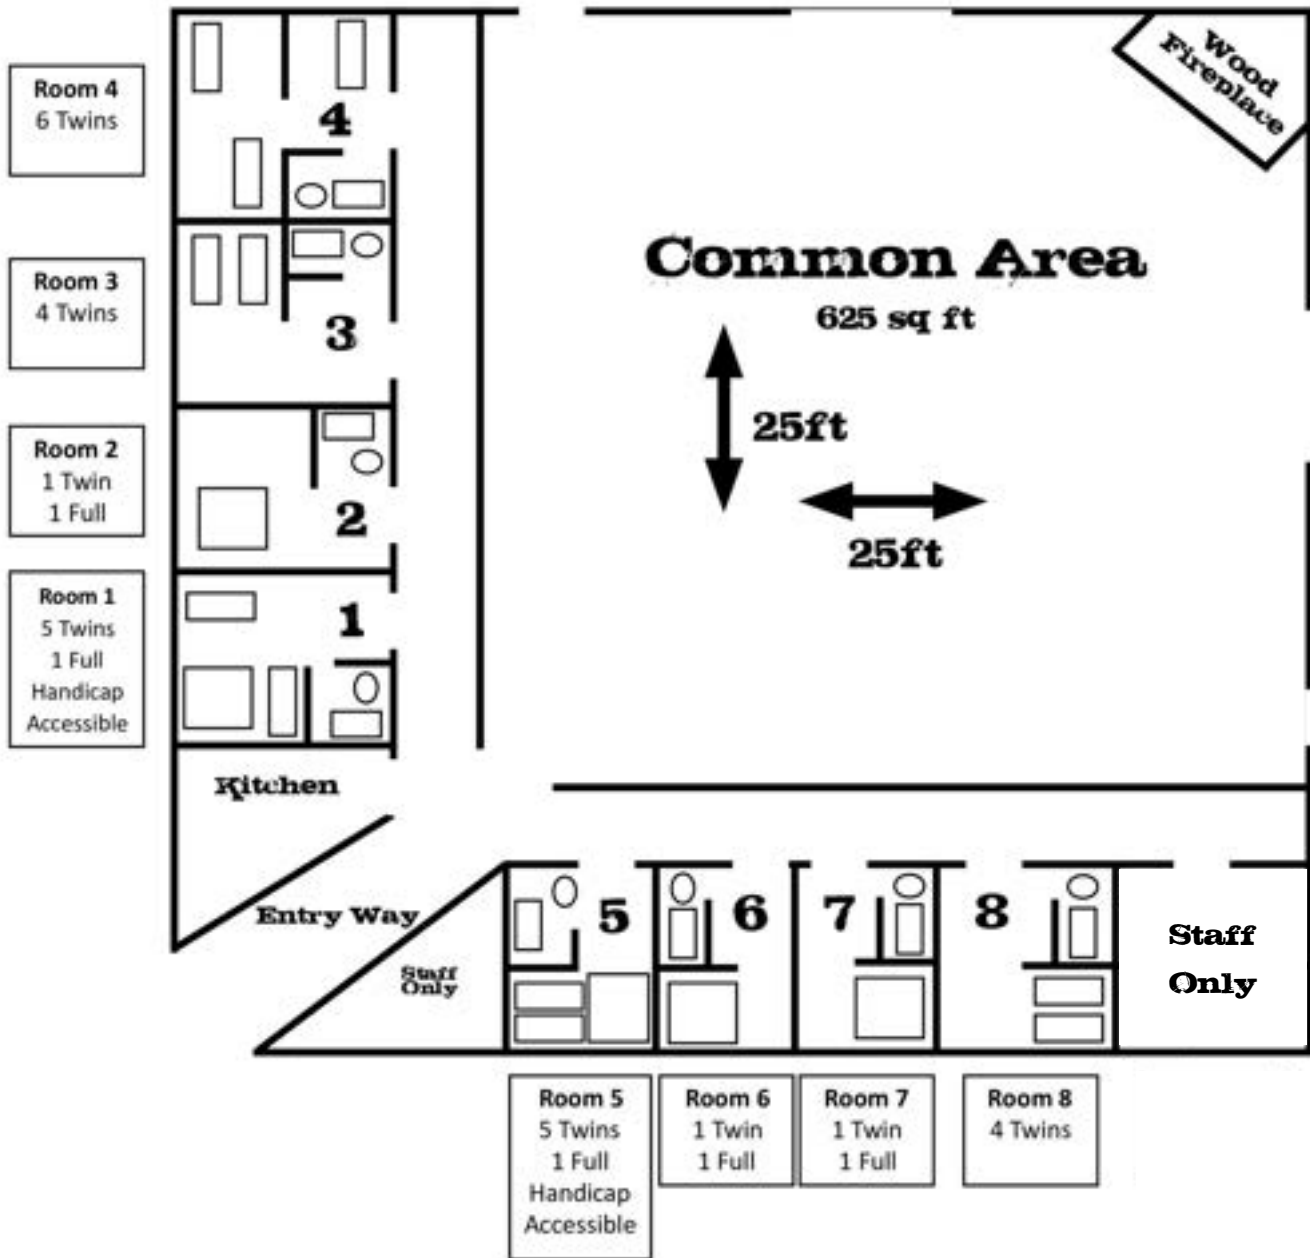 Room 4
6 Twins
Room 3
4 Twins
Room 2
1 Twin
1 Full
Room 1
5 Twins
1 Full
Handicap
Accessible
4
3
2
1
Wood
Fireplace
Common Area
625 sq ft
25ft
25ft
Kitchen
Entry Way
Staff
Only
5
6
7
8
Staff
Only
Room 5
5 Twins
1 Full
Handicap
Accessible
Room 6
1 Twin
1 Full
Room 7
1 Twin
1 Full
Room 8
4 Twins